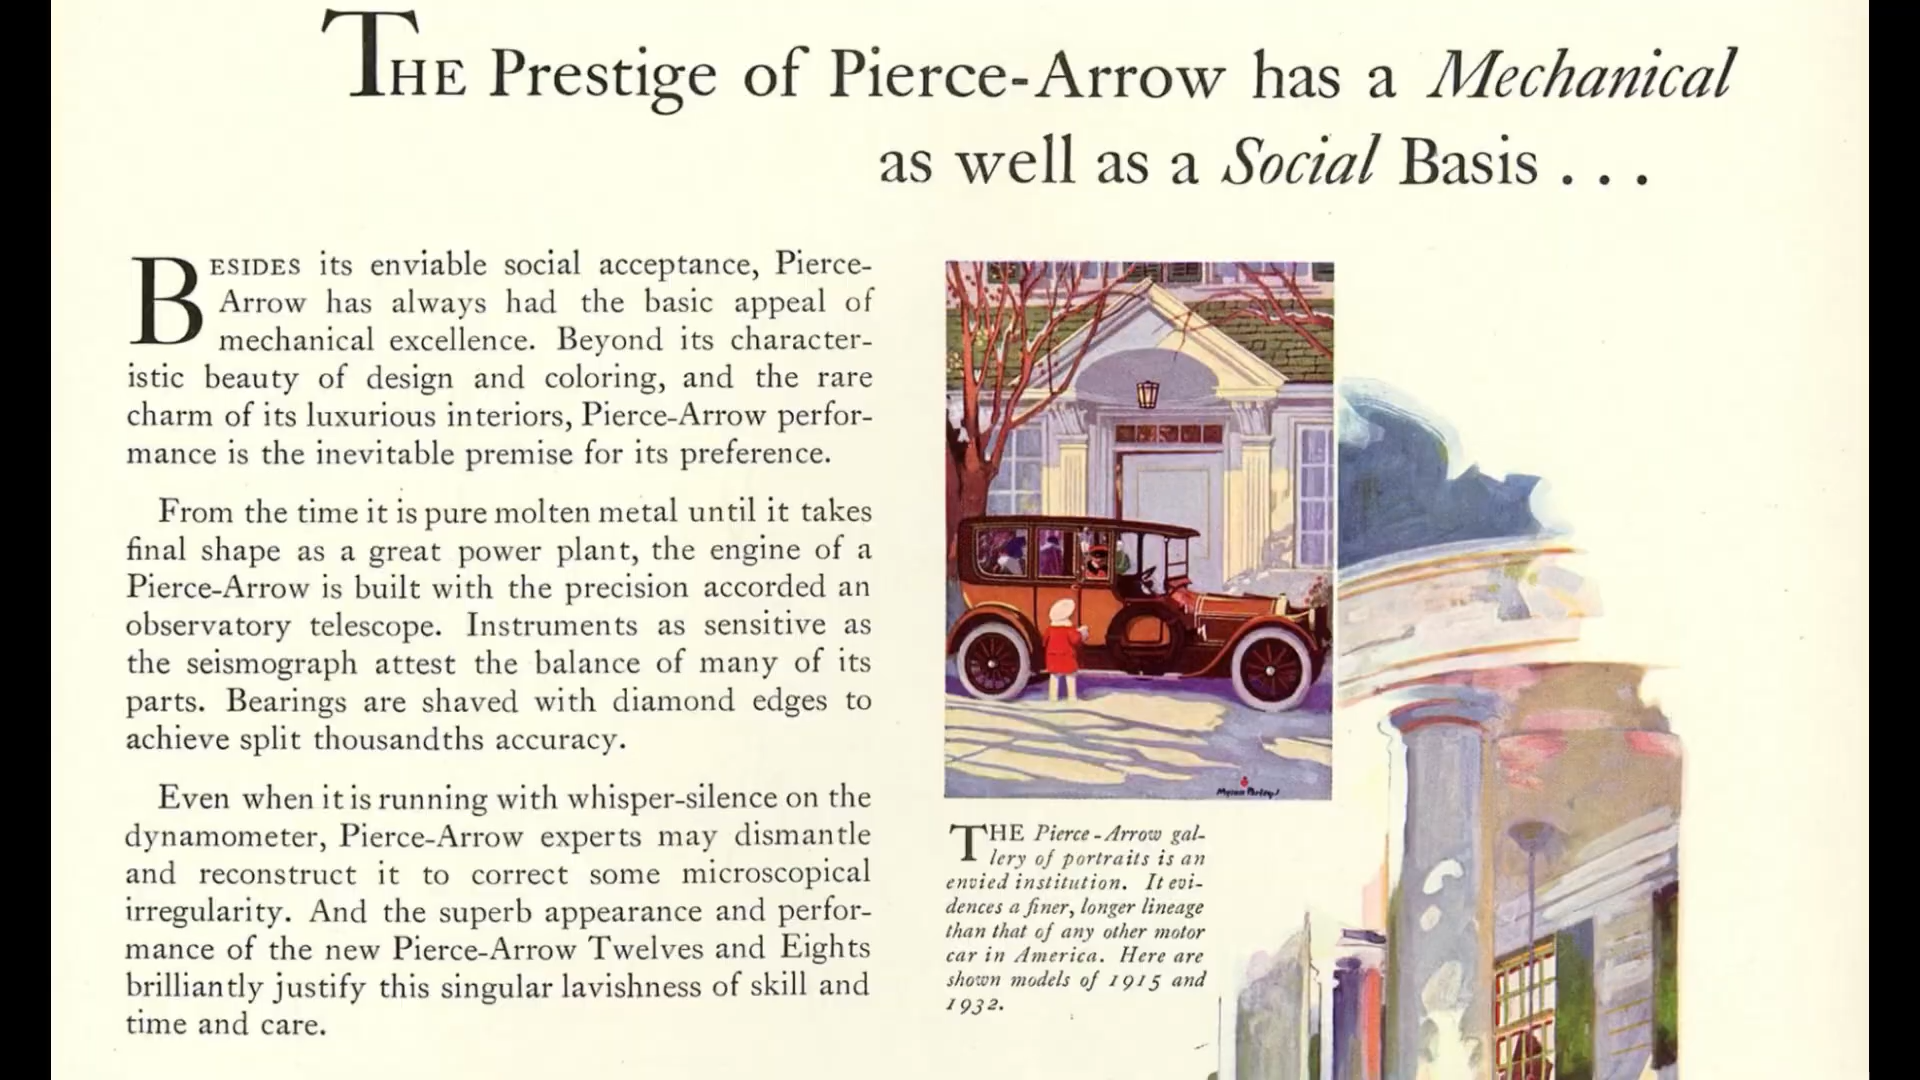 THE Prestige of Pierce-Arrow has a Mechanical
as well as a Social Basis . . .
BESIDES its enviable social acceptance, Pierce-
Arrow has always had the basic appeal of
mechanical excellence. Beyond its character-
istic beauty of design and coloring, and the rare
charm of its luxurious interiors, Pierce-Arrow perfor-
mance is the inevitable premise for its preference.
From the time it is pure molten metal until it takes
final shape as a great power plant, the engine of a
Pierce-Arrow is built with the precision accorded an
observatory telescope. Instruments as sensitive as
the seismograph attest the balance of many of its
parts. Bearings are shaved with diamond edges to
achieve split thousandths accuracy.
Even when it is running with whisper-silence on the
dynamometer, Pierce-Arrow experts may dismantle
and reconstruct it to correct some microscopical
irregularity. And the superb appearance and perfor-
mance of the new Pierce-Arrow Twelves and Eights
brilliantly justify this singular lavishness of skill and
time and care.
THE Pierce-Arrow gal-
lery of portraits is an
envied institution. It evi-
dences a finer, longer lineage
than that of any other motor
car in America. Here are
shown models of 1915 and
1932.